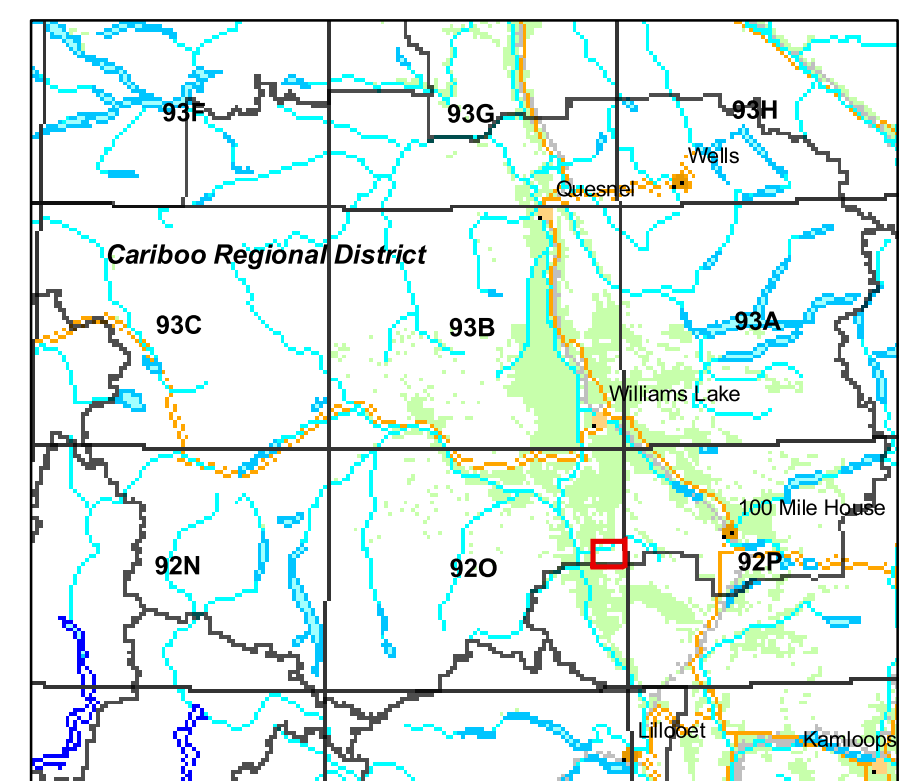 93F
93G
93H
Wells
Quesnel
Cariboo Regional District
93C
93B
93A
Williams Lake
100 Mile House
92N
92O
92P
Lillooet
Kamloops